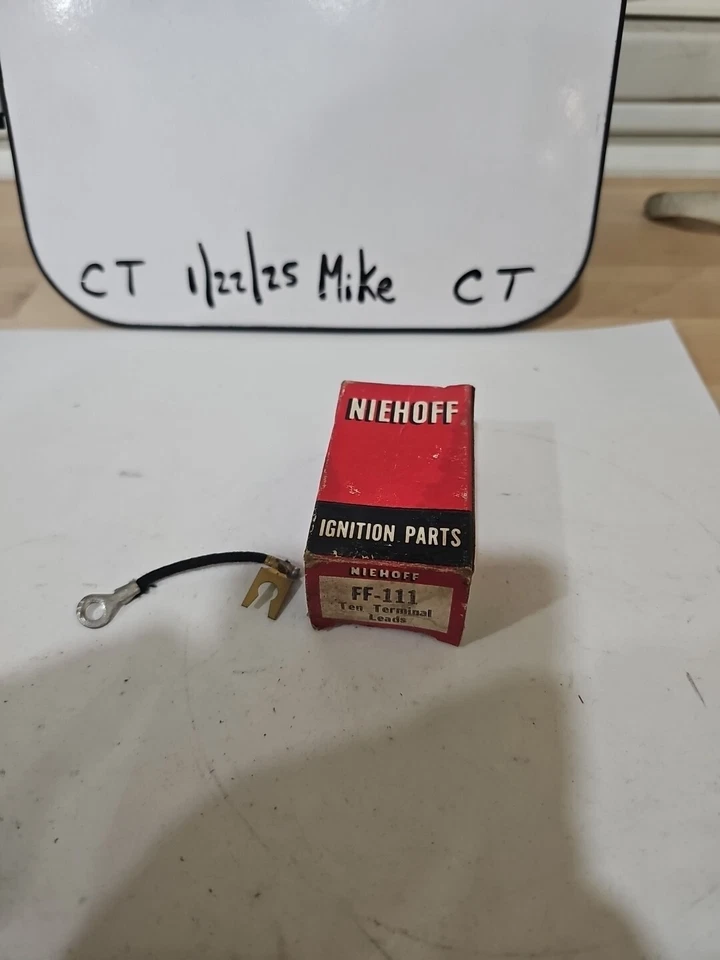 CT 1/22/25 Mike CT
NIEHOFF
IGNITION PARTS
NIEHOFF
FF-111
Ten Terminal
Leads